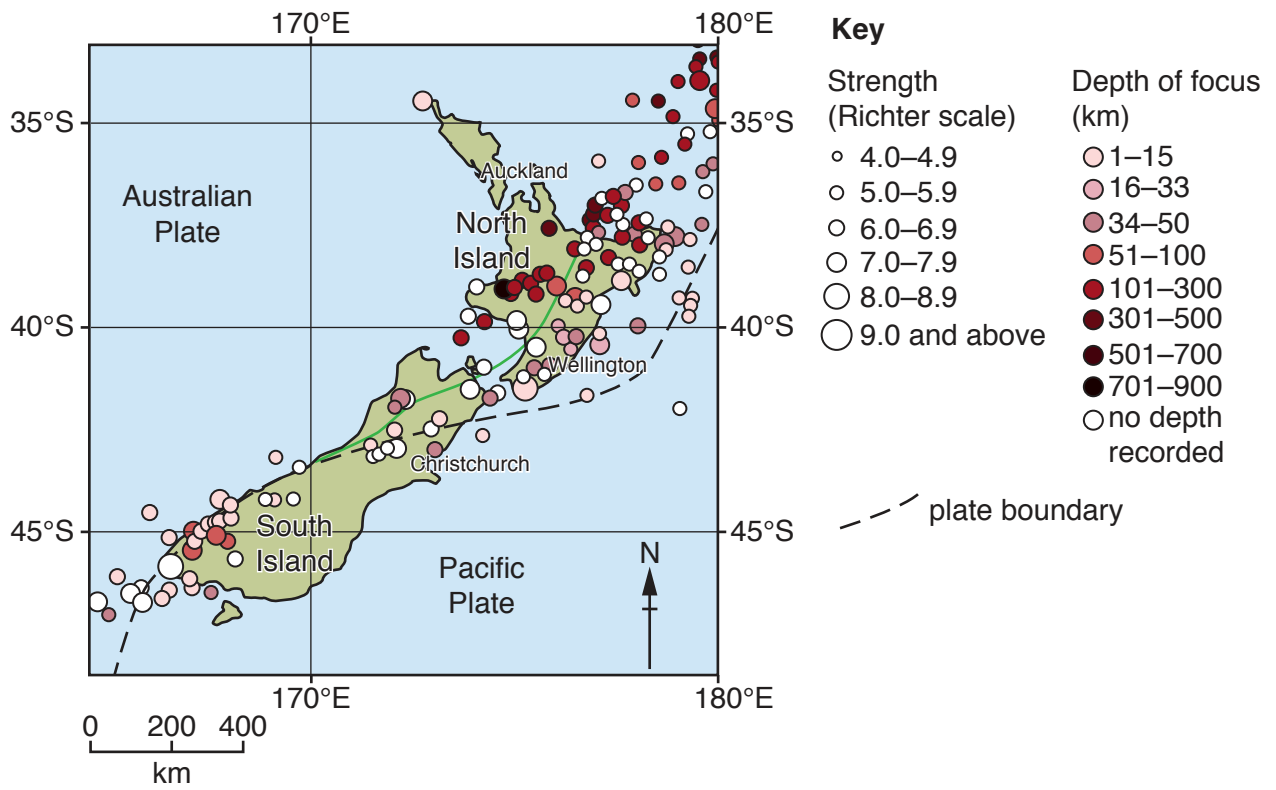 170°E 180°E
35°S 35°S
40°S 40°S
45°S 45°S
170°E 180°E
Australian
Plate
Auckland
North
Island
Wellington
Christchurch
South
Island
Pacific
Plate
N
0 200 400
km
Key
Strength
(Richter scale)
4.0–4.9
5.0–5.9
6.0–6.9
7.0–7.9
8.0–8.9
9.0 and above
Depth of focus
(km)
1–15
16–33
34–50
51–100
101–300
301–500
501–700
701–900
no depth
recorded
plate boundary